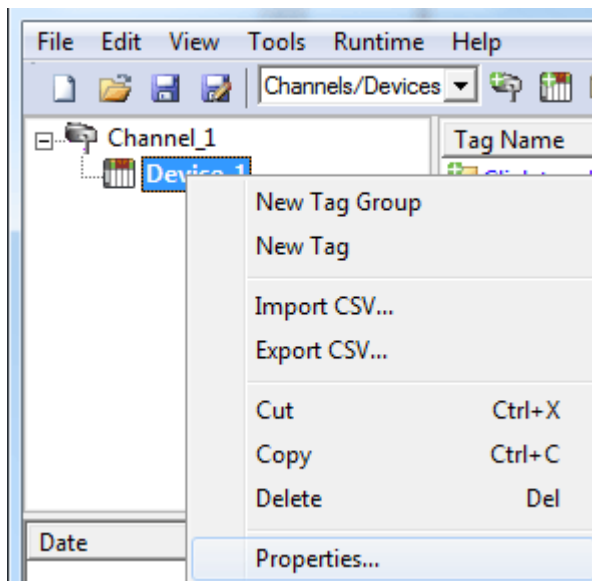 File Edit View Tools Runtime Help
Channels/Devices
Channel_1
Tag Name
Device_1
New Tag Group
New Tag
Import CSV...
Export CSV...
Cut Ctrl+X
Copy Ctrl+C
Delete Del
Date
Properties...